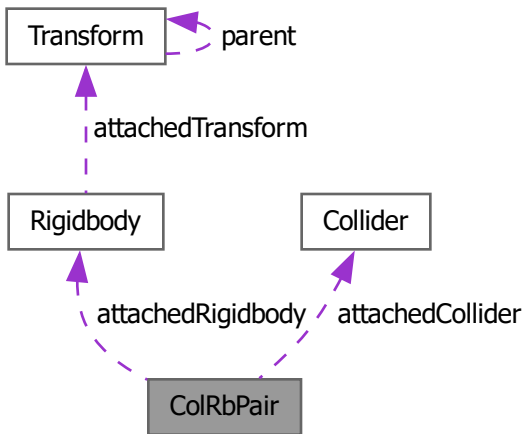 Transform
parent
attachedTransform
Rigidbody
Collider
attachedRigidbody
attachedCollider
ColRbPair